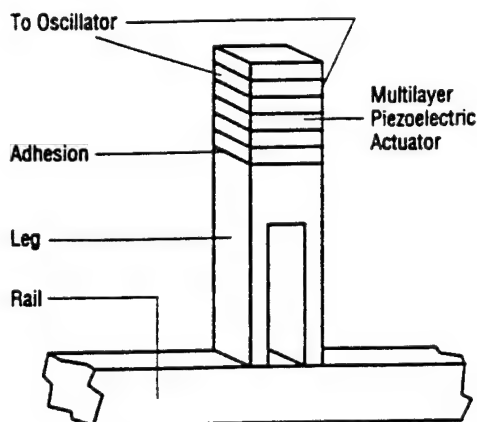 To Oscillator
Multilayer
Piezoelectric
Actuator
Adhesion
Leg
Rail